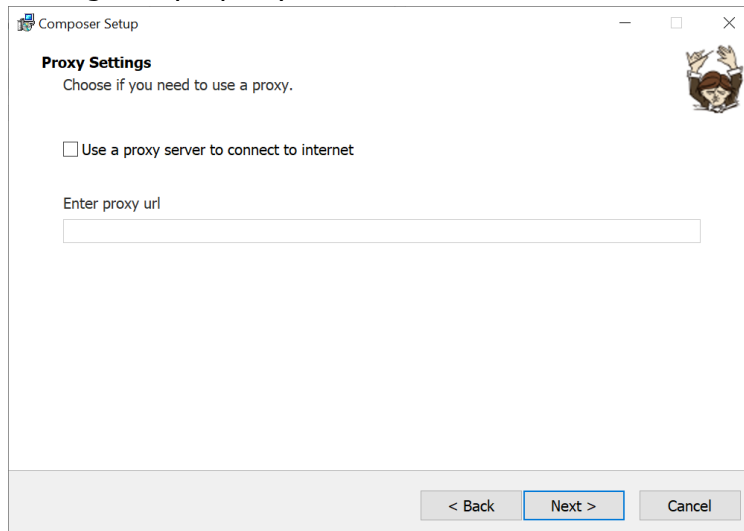 Composer Setup
Proxy Settings
Choose if you need to use a proxy.
Use a proxy server to connect to internet
Enter proxy url
< Back
Next >
Cancel